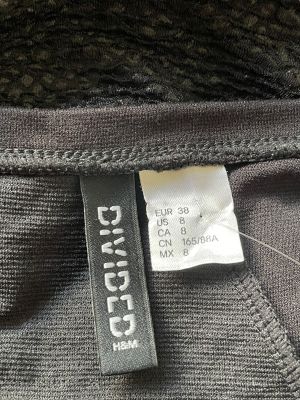 DIVIDED
H&M
EUR 38
US 8
CA 8
CN 165/88A
MX 8